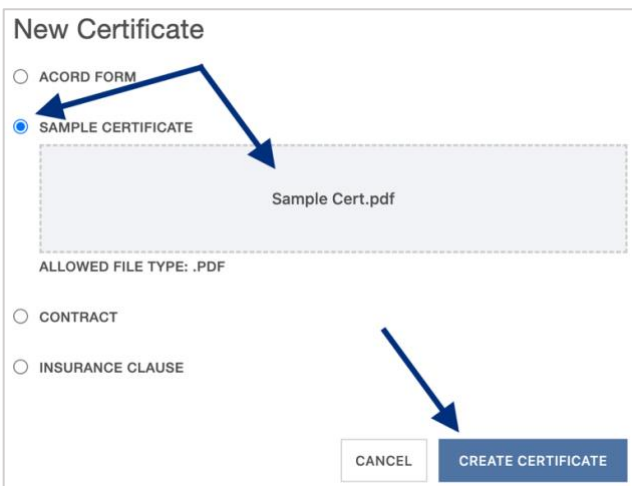 New Certificate
ACORD FORM
SAMPLE CERTIFICATE
Sample Cert.pdf
ALLOWED FILE TYPE: .PDF
CONTRACT
INSURANCE CLAUSE
CANCEL CREATE CERTIFICATE